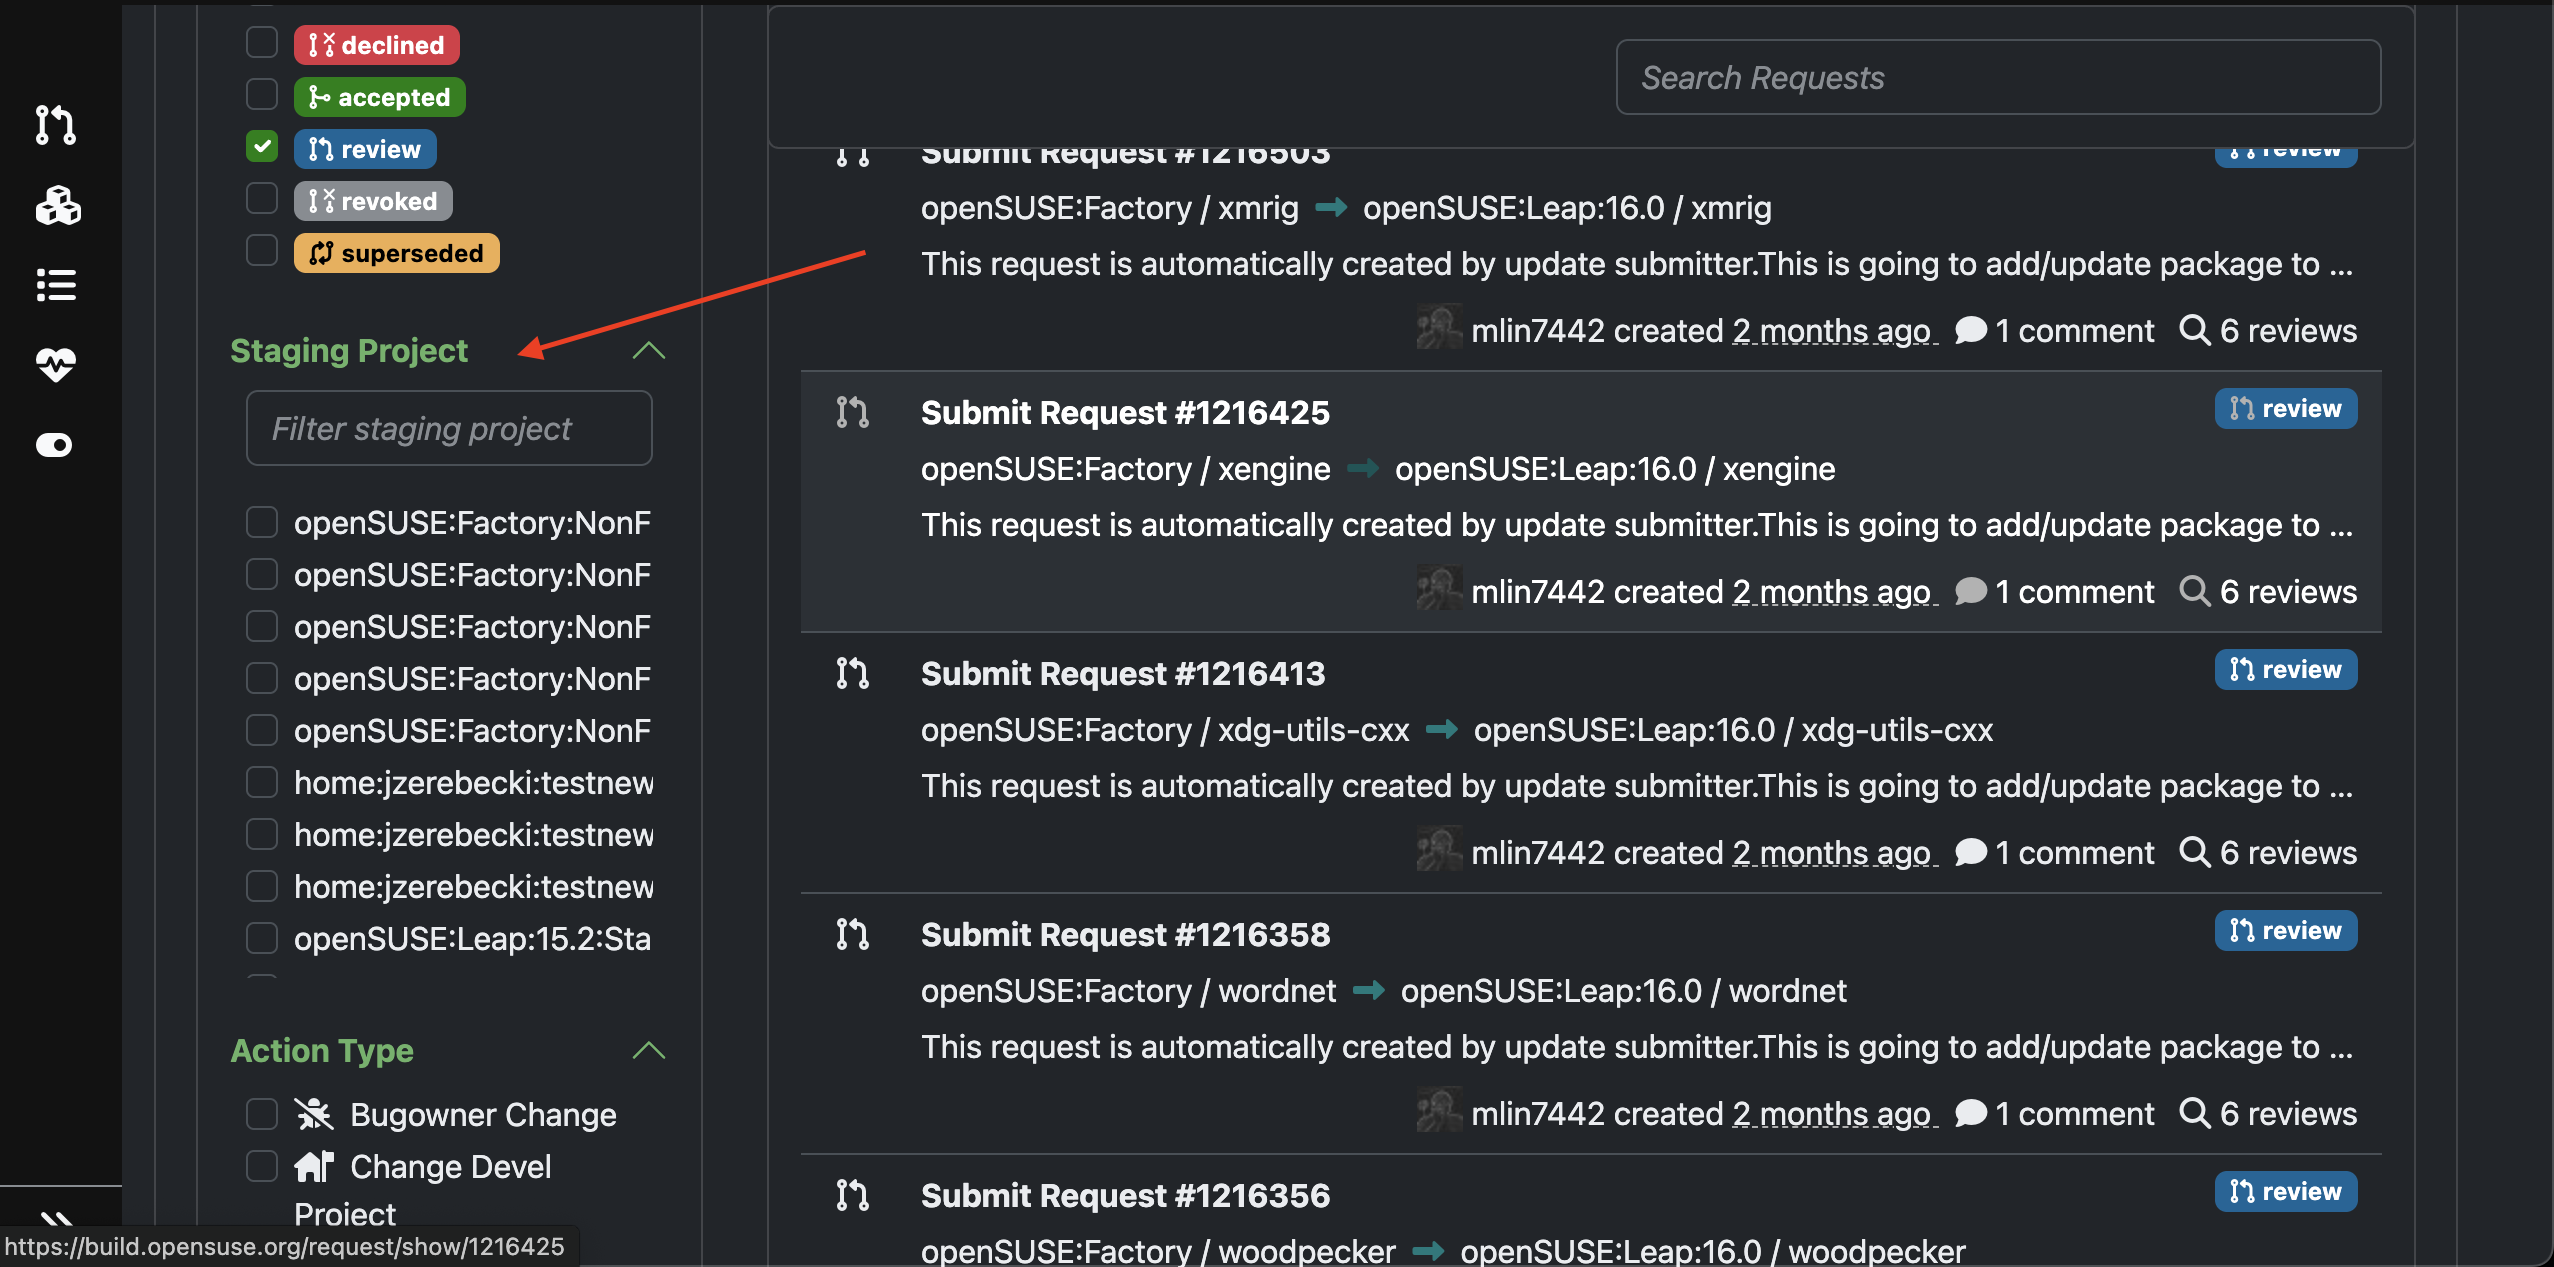 declined
accepted
review
revoked
superseded
Staging Project
Filter staging project
openSUSE:Factory:NonF
openSUSE:Factory:NonF
openSUSE:Factory:NonF
openSUSE:Factory:NonF
openSUSE:Factory:NonF
home:jzerebecki:testnew
home:jzerebecki:testnew
home:jzerebecki:testnew
openSUSE:Leap:15.2:Sta
Action Type
Bugowner Change
Change Devel
Project
https://build.opensuse.org/request/show/1216425
Search Requests
Submit Request #1216503
review
openSUSE:Factory / xmrig → openSUSE:Leap:16.0 / xmrig
This request is automatically created by update submitter.This is going to add/update package to ...
mlin7442 created 2 months ago 1 comment 6 reviews
Submit Request #1216425
review
openSUSE:Factory / xengine → openSUSE:Leap:16.0 / xengine
This request is automatically created by update submitter.This is going to add/update package to ...
mlin7442 created 2 months ago 1 comment 6 reviews
Submit Request #1216413
review
openSUSE:Factory / xdg-utils-cxx → openSUSE:Leap:16.0 / xdg-utils-cxx
This request is automatically created by update submitter.This is going to add/update package to ...
mlin7442 created 2 months ago 1 comment 6 reviews
Submit Request #1216358
review
openSUSE:Factory / wordnet → openSUSE:Leap:16.0 / wordnet
This request is automatically created by update submitter.This is going to add/update package to ...
mlin7442 created 2 months ago 1 comment 6 reviews
Submit Request #1216356
review
openSUSE:Factory / woodpecker → openSUSE:Leap:16.0 / woodpecker